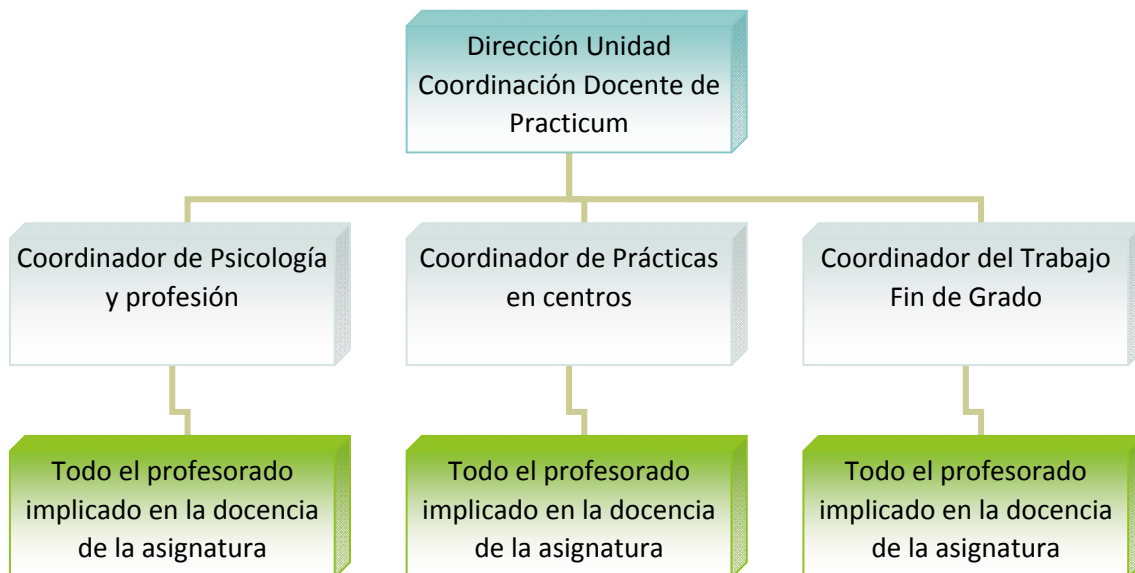 Dirección Unidad
Coordinación Docente de
Practicum
Coordinador de Psicología
y profesión
Coordinador de Prácticas
en centros
Coordinador del Trabajo
Fin de Grado
Todo el profesorado
implicado en la docencia
de la asignatura
Todo el profesorado
implicado en la docencia
de la asignatura
Todo el profesorado
implicado en la docencia
de la asignatura